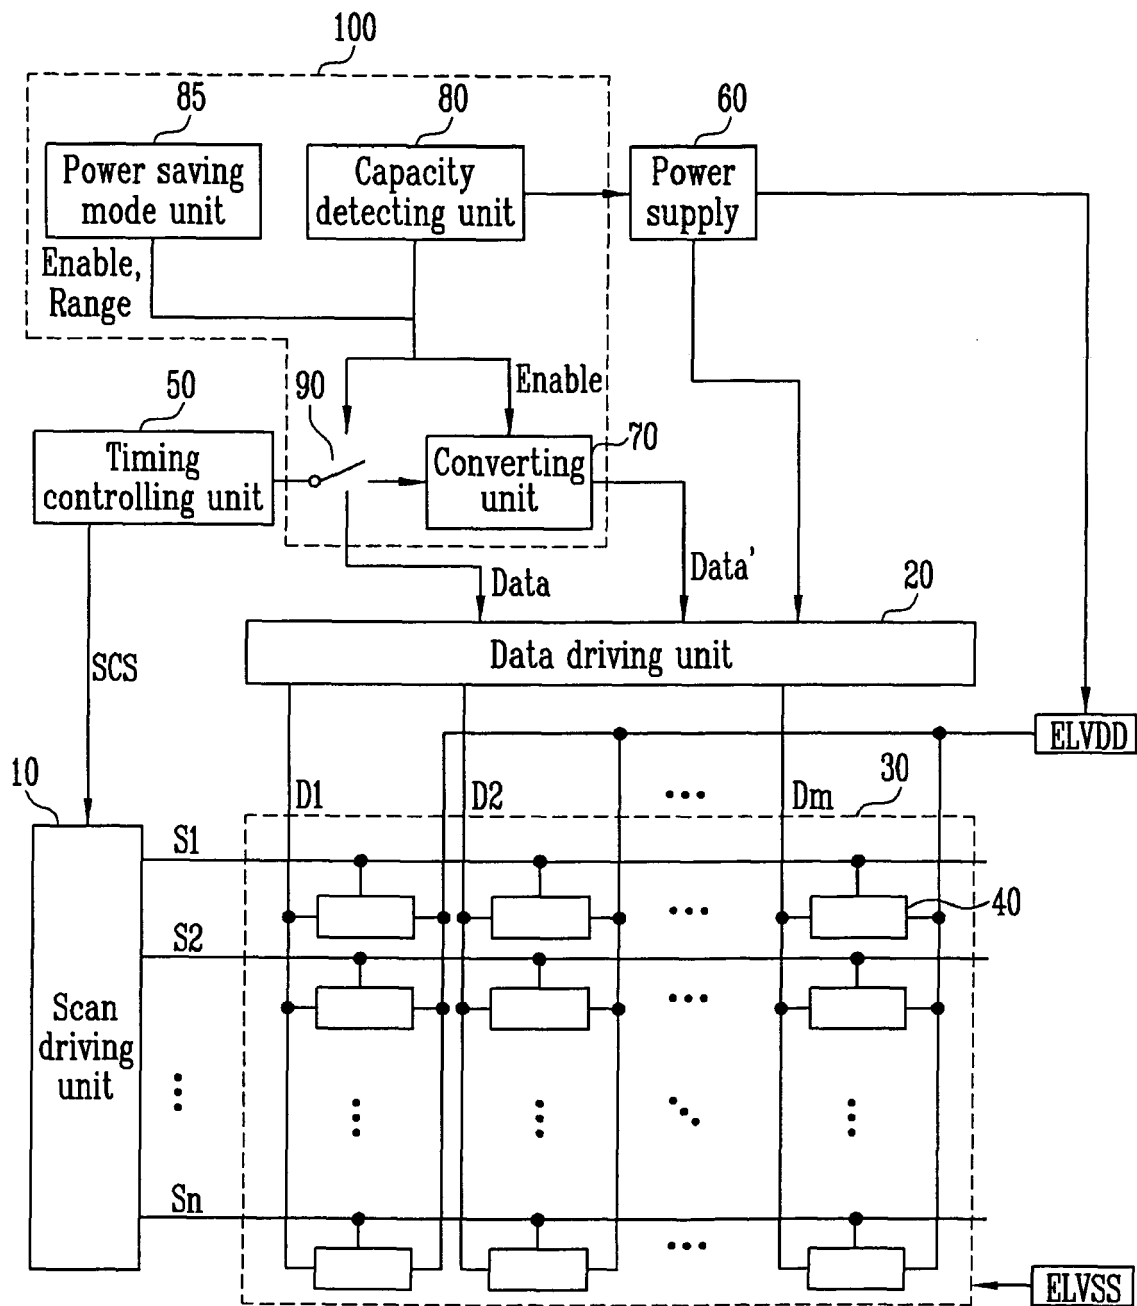 100
85
80
60
Power saving
mode unit
Capacity
detecting unit
Power
supply
Enable,
Range
50
90
Enable
70
Timing
controlling unit
Converting
unit
Data
Data'
20
SCS
Data driving unit
ELVDD
10
D1
D2
...
Dm
30
S1
...
40
S2
...
Scan
driving
unit
Sn
...
ELVSS